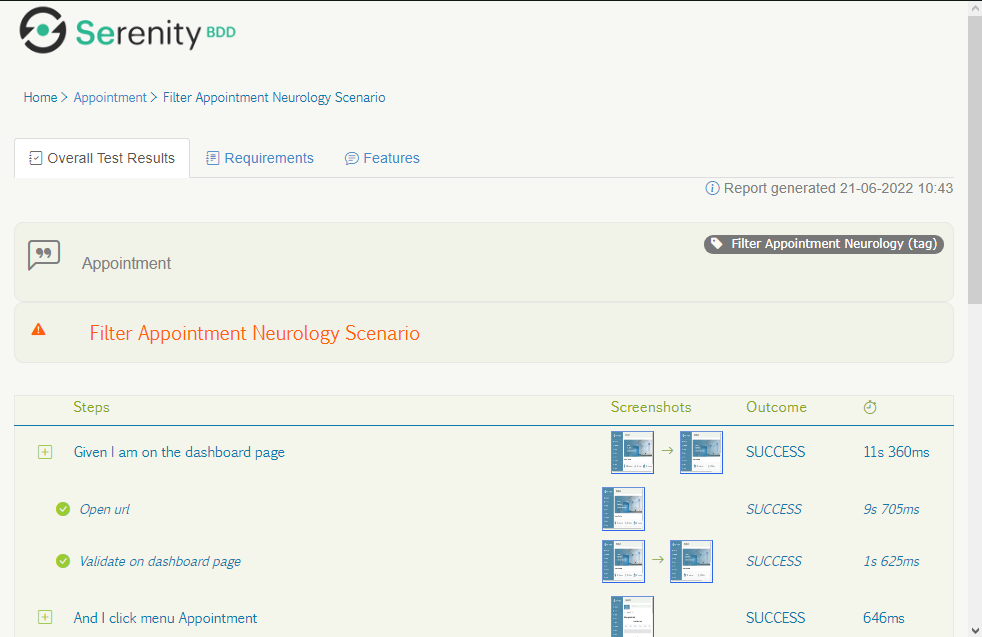 Serenity BDD
Home > Appointment > Filter Appointment Neurology Scenario
Overall Test Results Requirements Features
Report generated 21-06-2022 10:43
Filter Appointment Neurology (tag)
Appointment
Filter Appointment Neurology Scenario
Steps Screenshots Outcome
Given I am on the dashboard page SUCCESS 11s 360ms
Open url SUCCESS 9s 705ms
Validate on dashboard page SUCCESS 1s 625ms
And I click menu Appointment SUCCESS 646ms